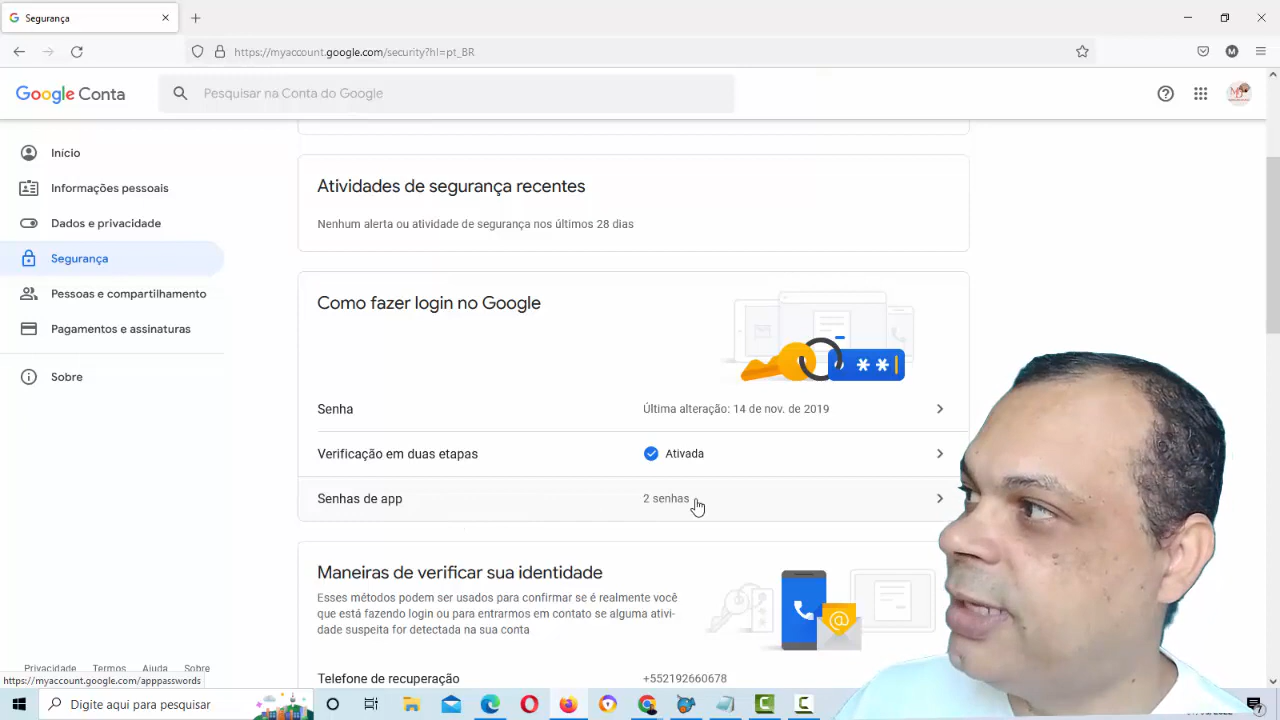 Segurança
https://myaccount.google.com/security?hl=pt_BR
M
Google Conta
Pesquisar na Conta do Google
Início
Informações pessoais
Dados e privacidade
Segurança
Pessoas e compartilhamento
Pagamentos e assinaturas
Sobre
Atividades de segurança recentes
Nenhum alerta ou atividade de segurança nos últimos 28 dias
Como fazer login no Google
Senha
Última alteração: 14 de nov. de 2019
Verificação em duas etapas
Ativada
Senhas de app
2 senhas
Maneiras de verificar sua identidade
Esses métodos podem ser usados para confirmar se é realmente você
que está fazendo login ou para entrarmos em contato se alguma ativi-
dade suspeita for detectada na sua conta
Telefone de recuperação
+552192660678
Privacidade Termos Ajuda Sobre
https://myaccount.google.com/apppasswords
Digite aqui para pesquisar